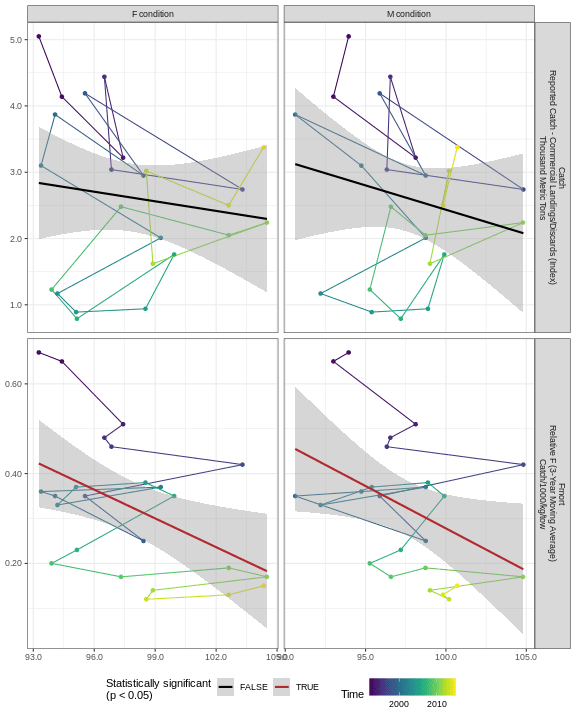 F condition
M condition
5.0
4.0
3.0
2.0
1.0
Catch
Reported Catch - Commercial Landings/Discards (Index)
Thousand Metric Tons
0.60
0.40
0.20
Fmort
Relative F (3-Year Moving Average)
Catch/1000/kg/tow
93.0 96.0 99.0 102.0
95.0 100.0 105.0
Statistically significant
(p < 0.05)
FALSE
TRUE
Time
2000 2010